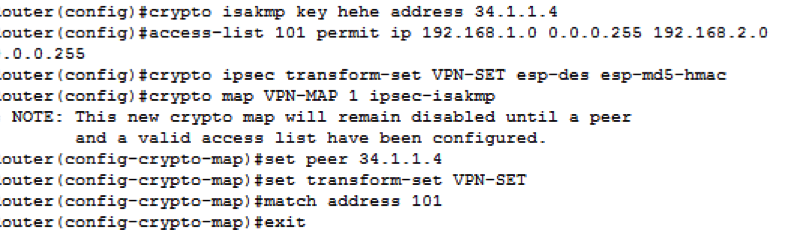 outer(config)#crypto isakmp key hehe address 34.1.1.4
outer(config)#access-list 101 permit ip 192.168.1.0 0.0.0.255 192.168.2.0
.0.0.255
outer(config)#crypto ipsec transform-set VPN-SET esp-des esp-md5-hmac
outer(config)#crypto map VPN-MAP 1 ipsec-isakmp
NOTE: This new crypto map will remain disabled until a peer
and a valid access list have been configured.
outer(config-crypto-map)#set peer 34.1.1.4
outer(config-crypto-map)#set transform-set VPN-SET
outer(config-crypto-map)#match address 101
outer(config-crypto-map)#exit